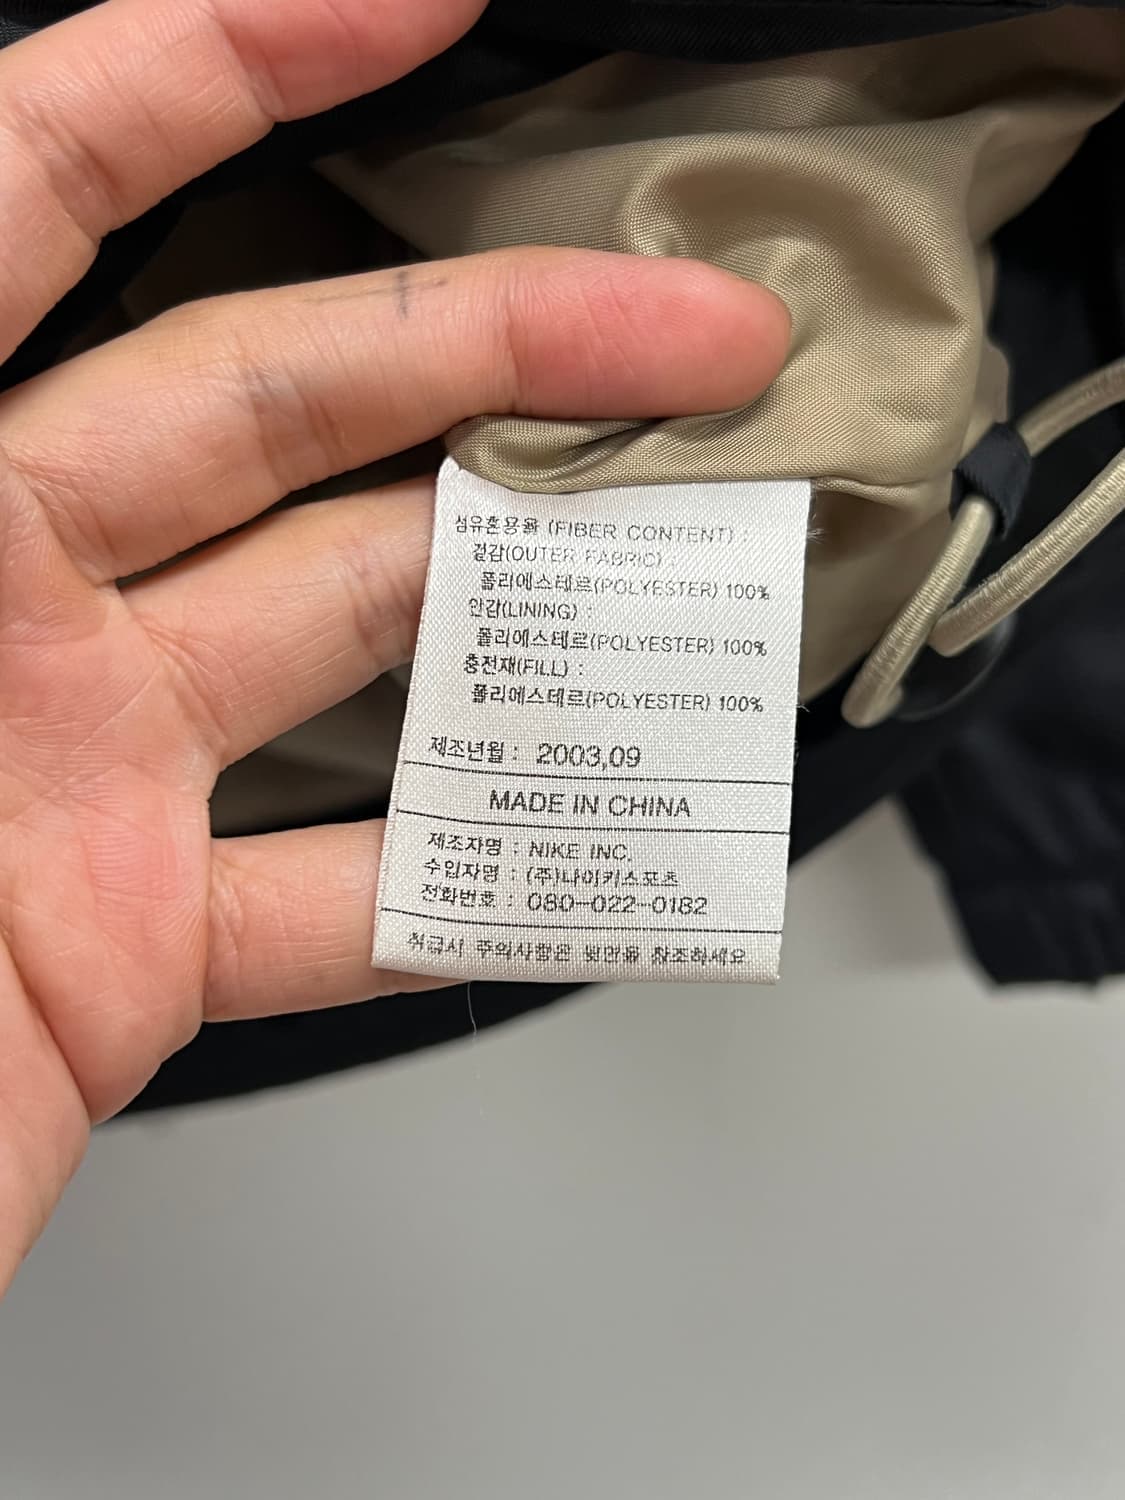 섬유혼용율 (FIBER CONTENT) :
겉감(OUTER FABRIC) :
폴리에스테르(POLYESTER) 100%
안감(LINING) :
폴리에스테르(POLYESTER) 100%
충전재(FILL) :
폴리에스테르(POLYESTER) 100%
제조년월 : 2003,09
MADE IN CHINA
제조자명 : NIKE INC.
수입자명 : (주)나이키스포츠
전화번호 : 080-022-0182
취급시 주의사항은 뒷면을 참조하세요